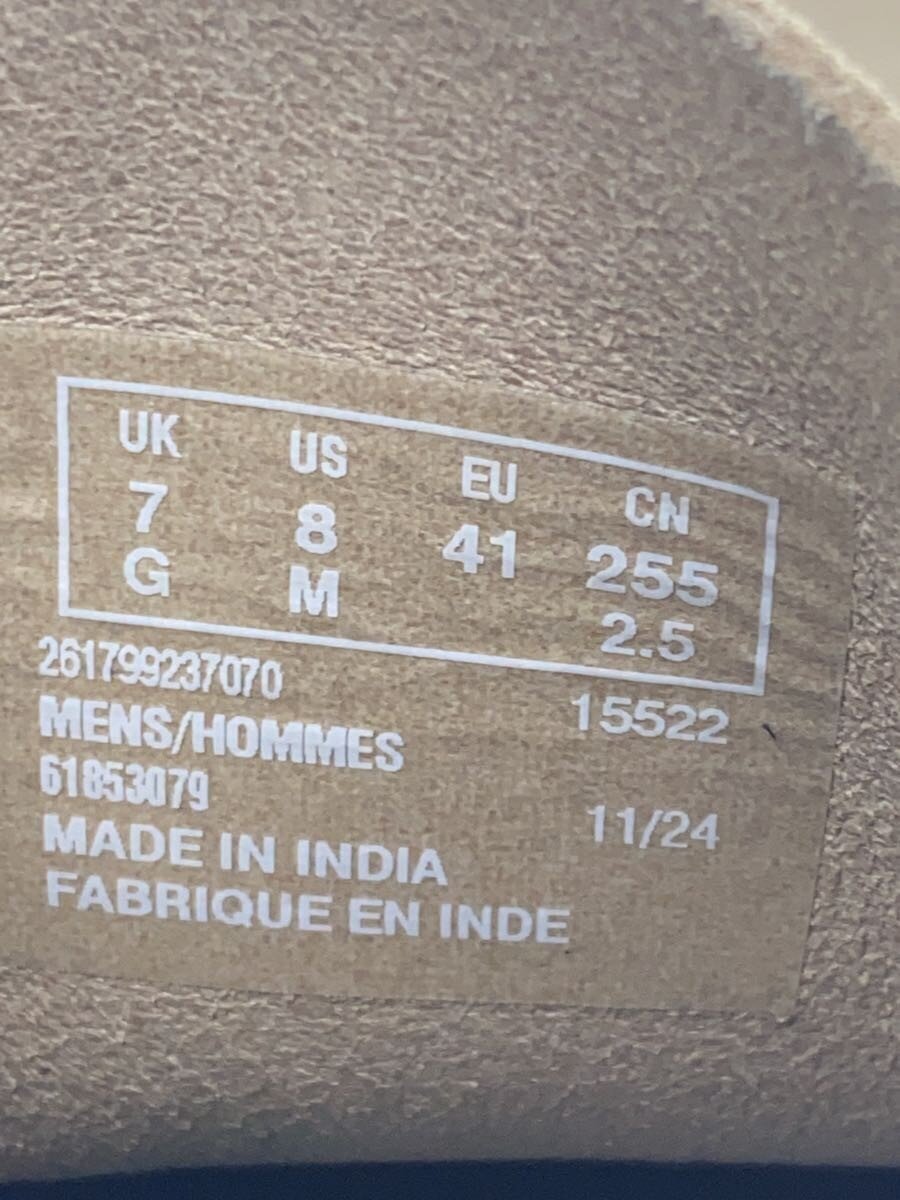 UK US EU CN
7 8 41 255
G M 2.5
261799237070
15522
MENS/HOMMES
61853079
11/24
MADE IN INDIA
FABRIQUE EN INDE